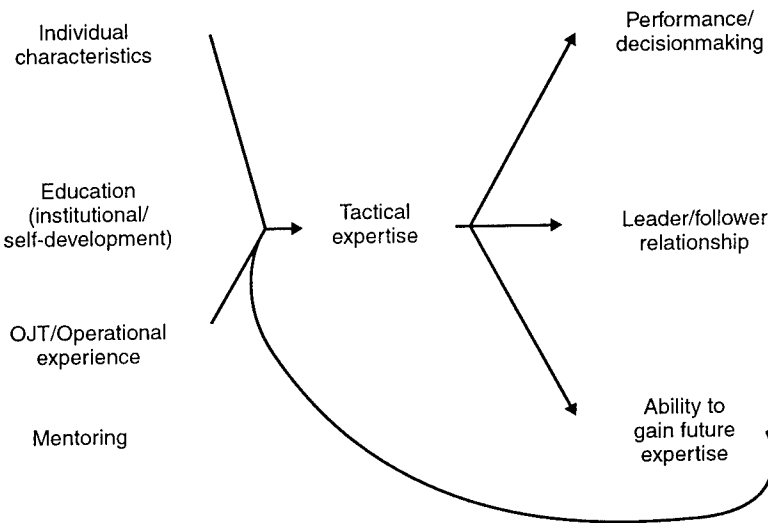 Individual
characteristics
Education
(institutional/
self-development)
OJT/Operational
experience
Mentoring
Tactical
expertise
Performance/
decisionmaking
Leader/follower
relationship
Ability to
gain future
expertise